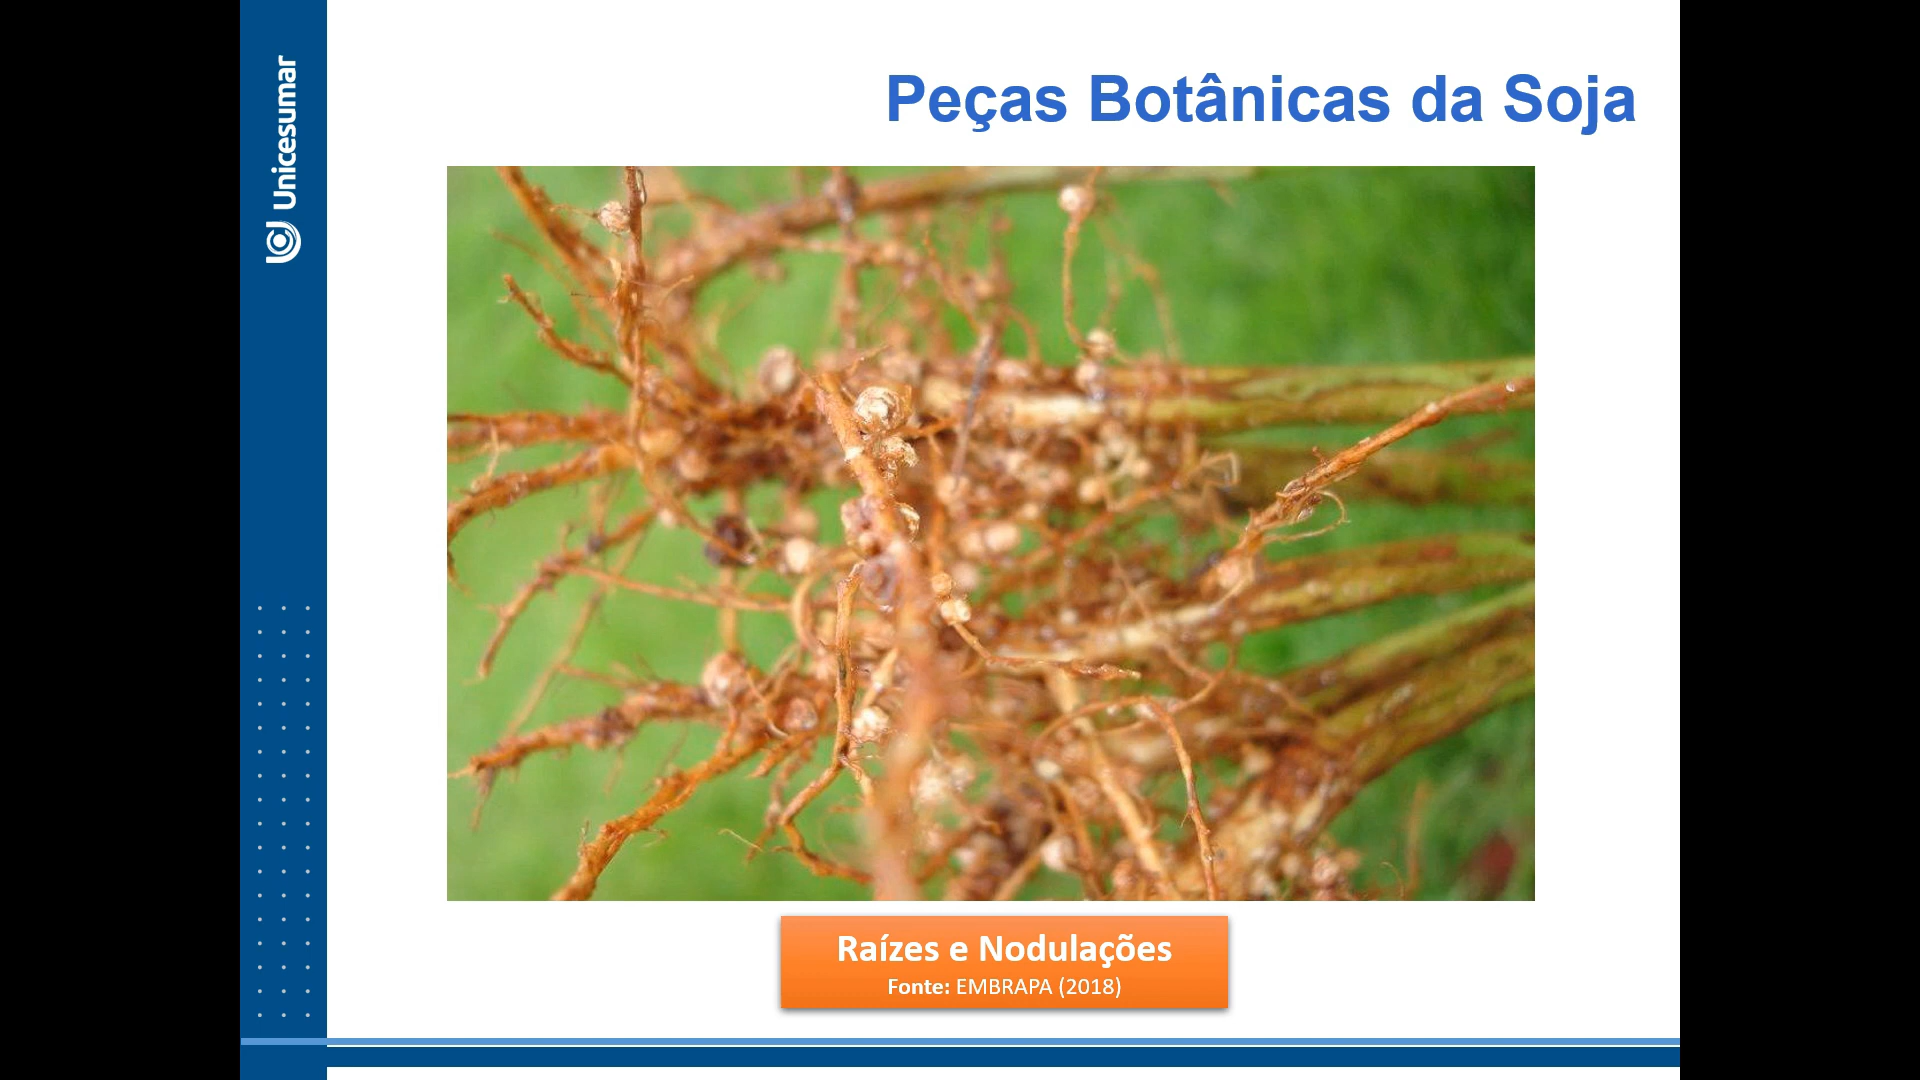 Unicesumar
Peças Botânicas da Soja
Raízes e Nodulações
Fonte: EMBRAPA (2018)